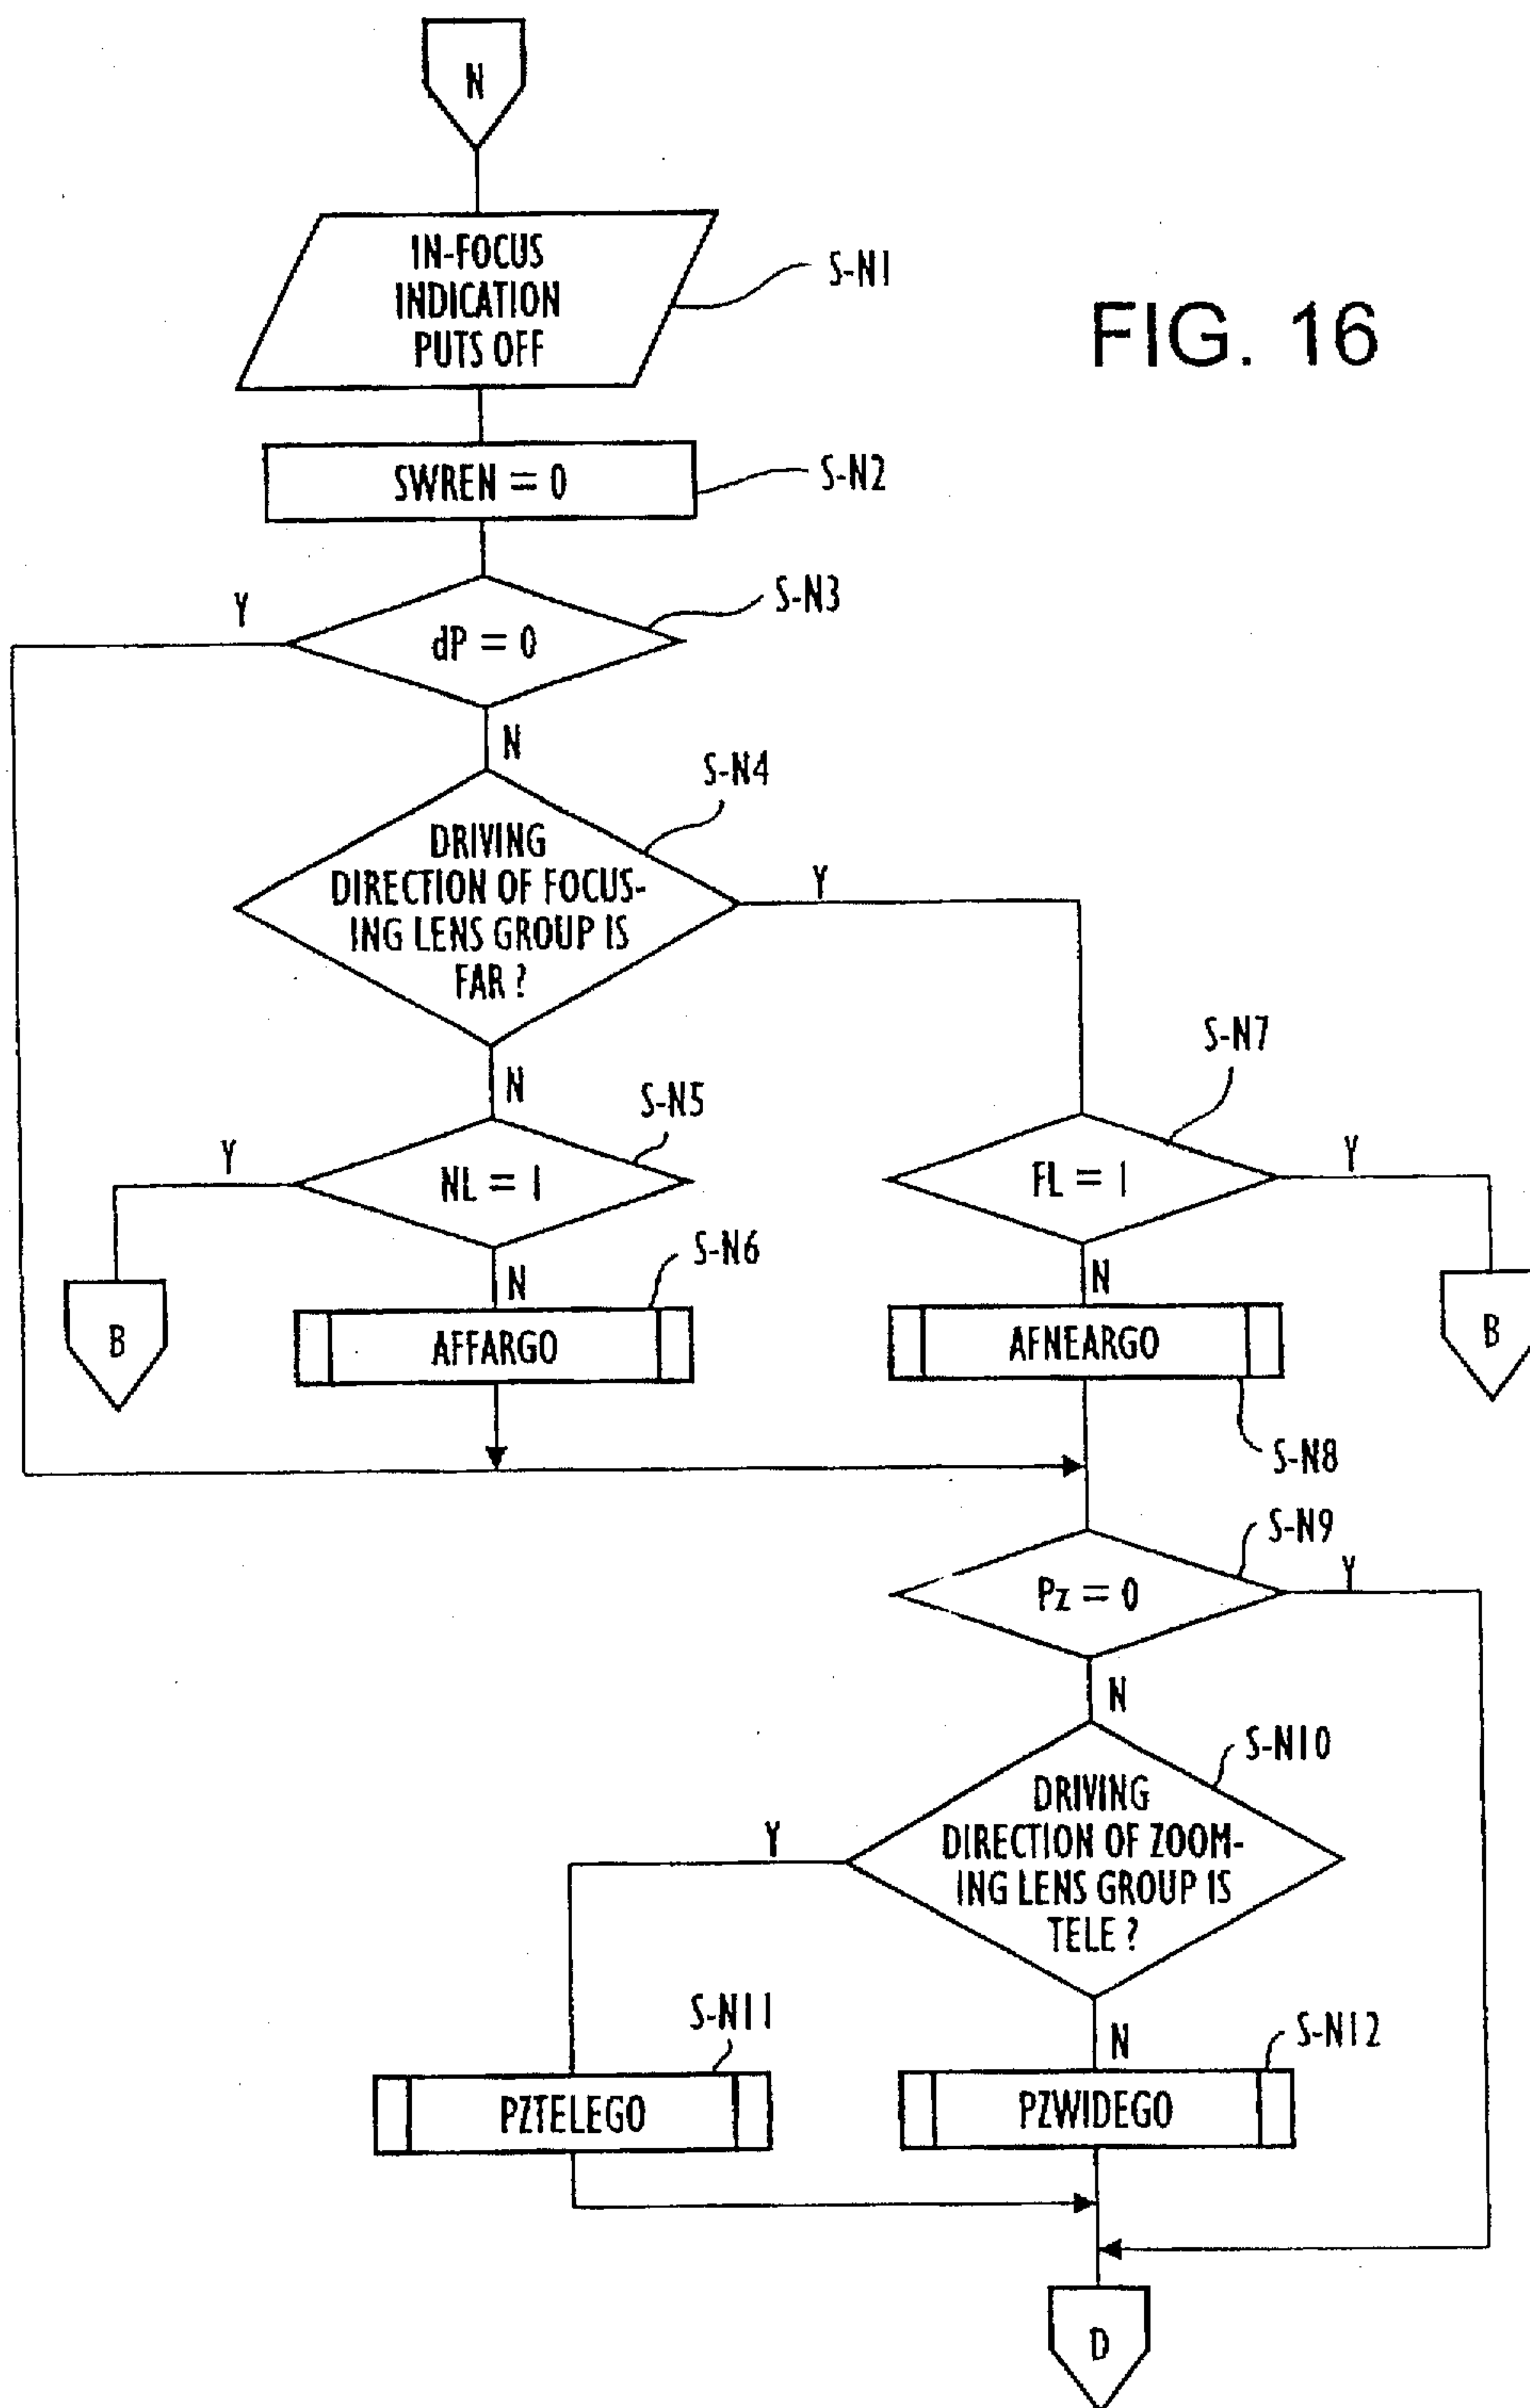 N
IN-FOCUS
INDICATION
PUTS OFF
S-N1
FIG. 16
SWREN = 0
S-N2
Y
dP = 0
S-N3
N
S-N4
DRIVING
DIRECTION OF FOCUS-
ING LENS GROUP IS
FAR ?
Y
N
S-N5
S-N7
Y
NL = 1
FL = 1
Y
N
S-N6
N
B
AFFARGO
AFNEARGO
B
S-N8
S-N9
Pz = 0
Y
N
S-N10
DRIVING
DIRECTION OF ZOOM-
ING LENS GROUP IS
TELE ?
Y
S-N11
N
S-N12
PZTELEGO
PZWIDEGO
D